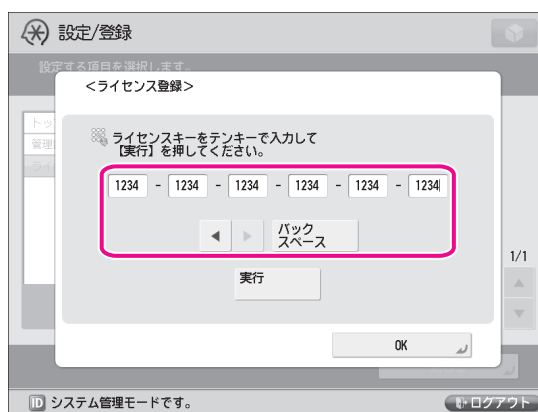 設定/登録
設定する項目を選択します。
<ライセンス登録>
トッ
管理
ライ
ライセンスキーをテンキーで入力して
【実行】を押してください。
1234 - 1234 - 1234 - 1234 - 1234 - 1234
◀ ▶ バック
スペース
1/1
実行
▲
▼
OK
ID システム管理モードです。
ログアウト